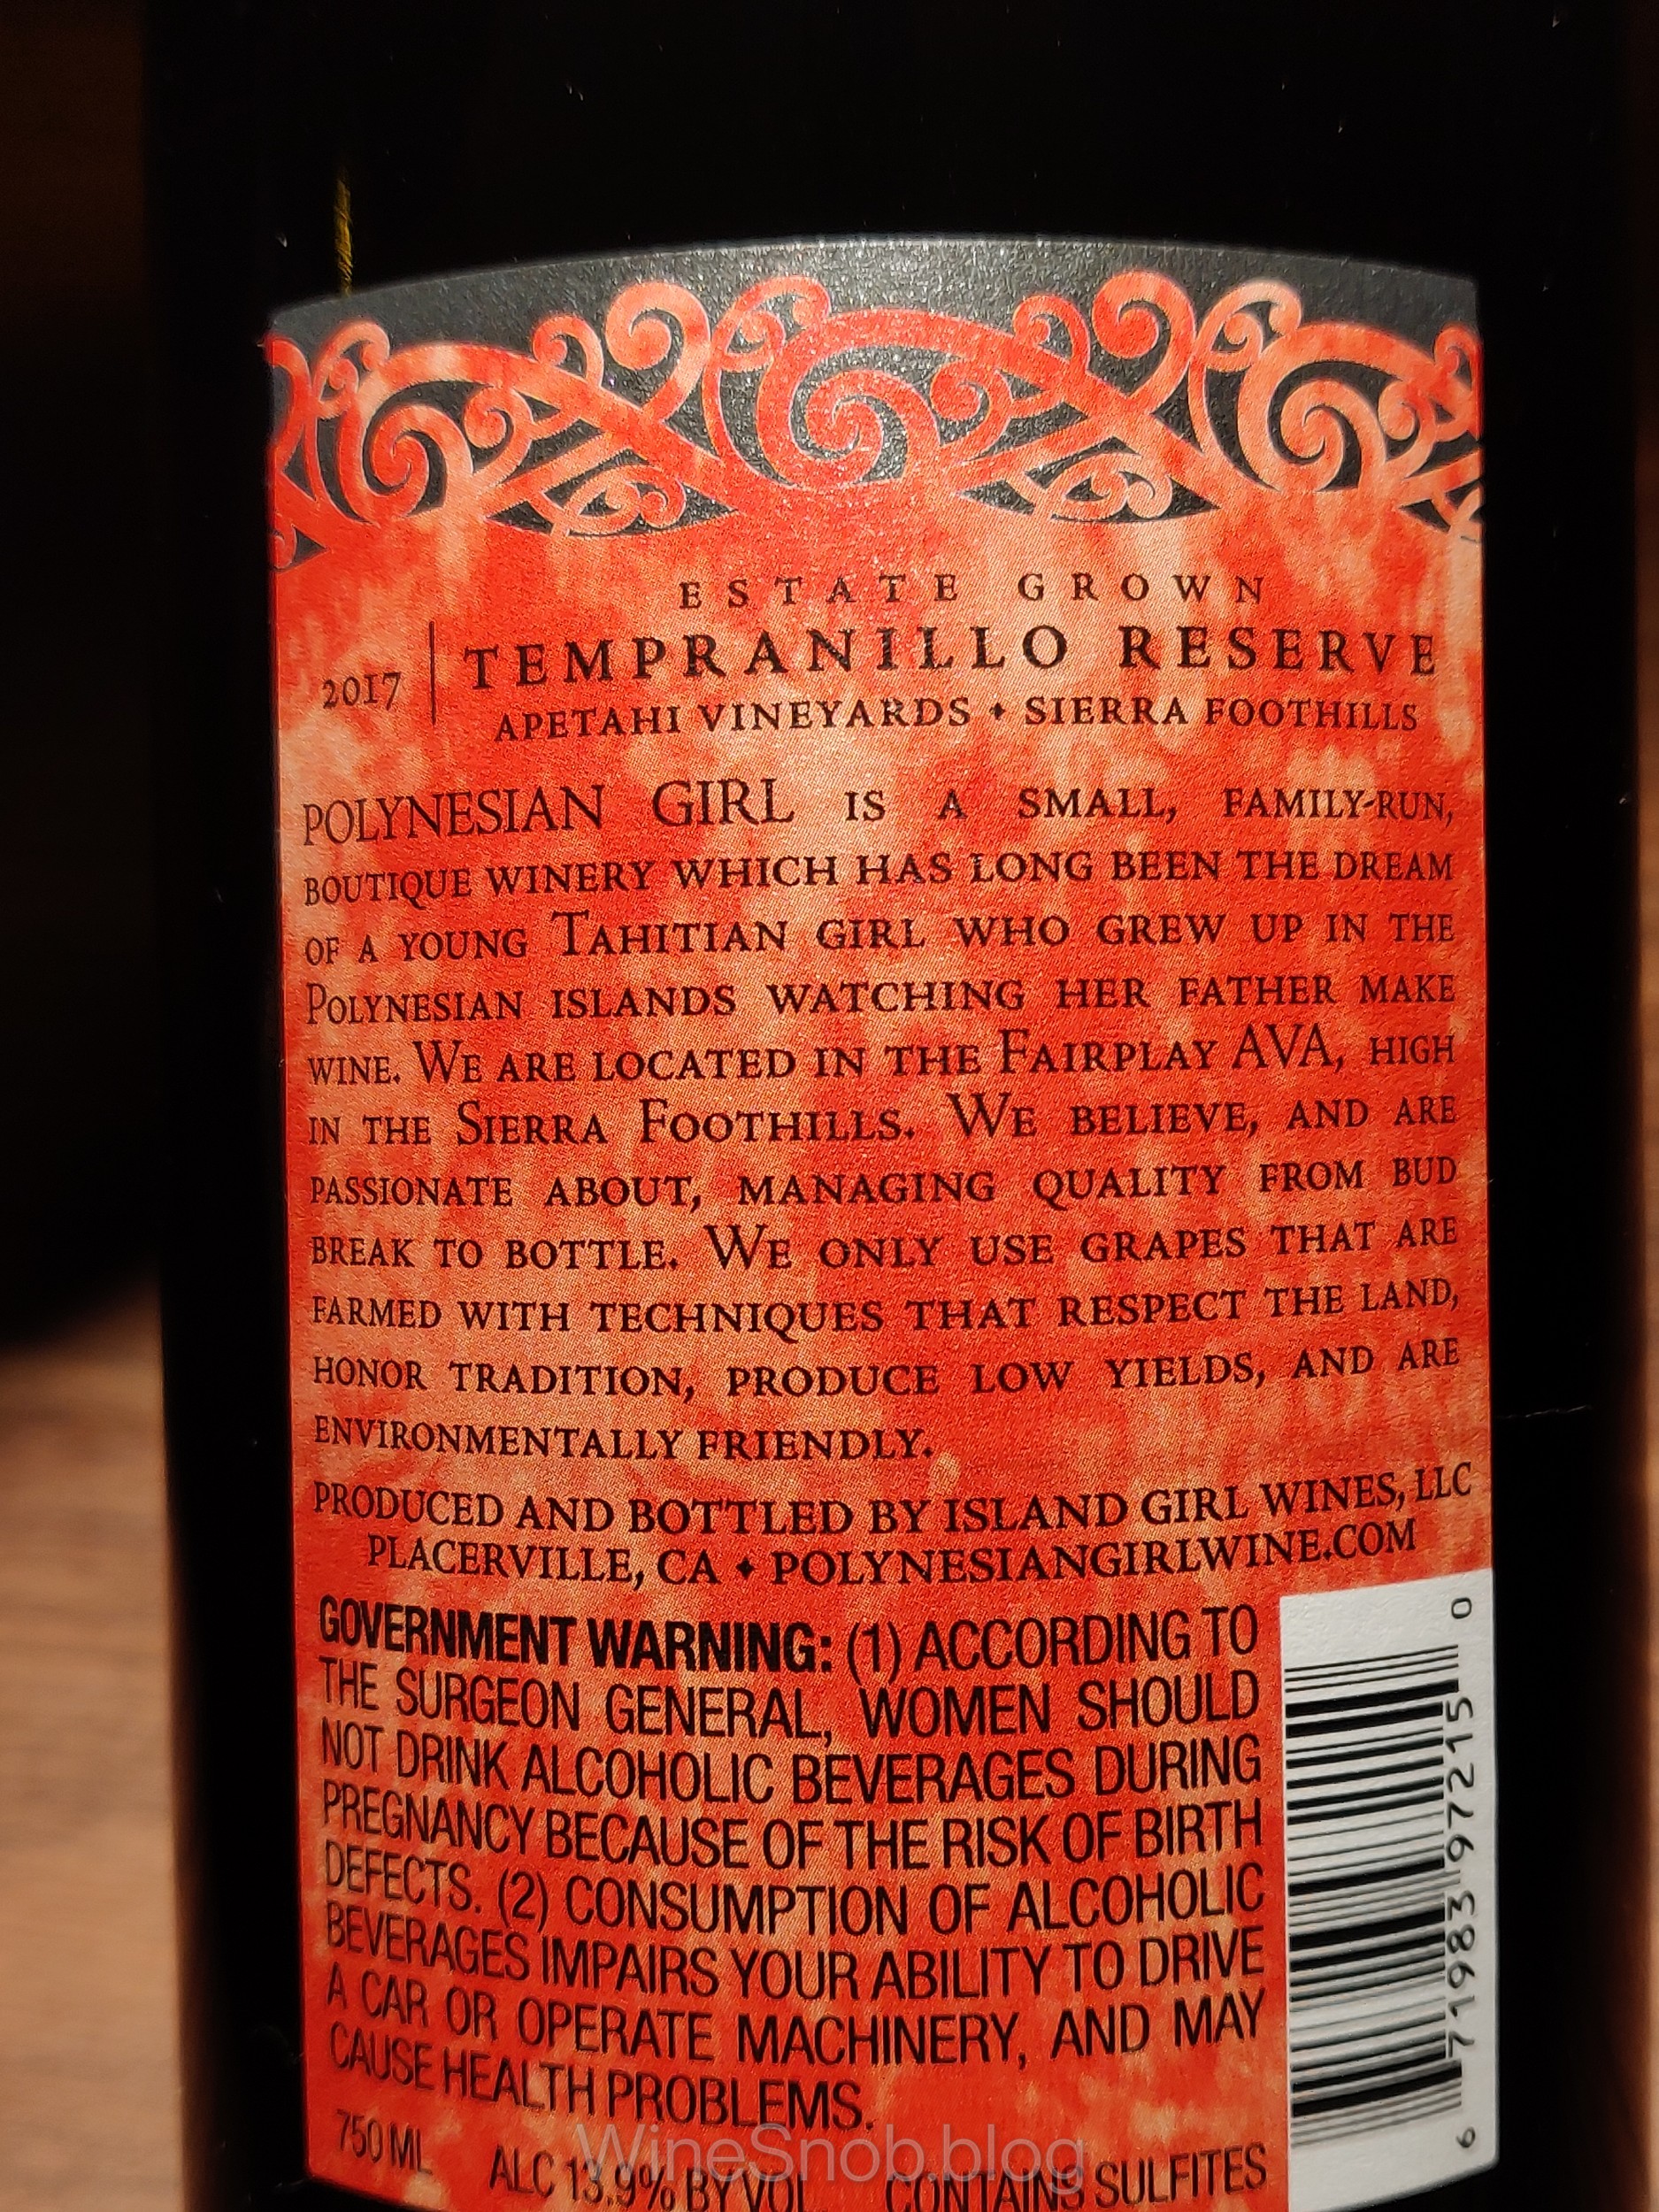 ESTATE GROWN
2017 | TEMPRANILLO RESERVE
APETAHI VINEYARDS • SIERRA FOOTHILLS
POLYNESIAN GIRL IS A SMALL, FAMILY-RUN,
BOUTIQUE WINERY WHICH HAS LONG BEEN THE DREAM
OF A YOUNG TAHITIAN GIRL WHO GREW UP IN THE
POLYNESIAN ISLANDS WATCHING HER FATHER MAKE
WINE. WE ARE LOCATED IN THE FAIRPLAY AVA, HIGH
IN THE SIERRA FOOTHILLS. WE BELIEVE, AND ARE
PASSIONATE ABOUT, MANAGING QUALITY FROM BUD
BREAK TO BOTTLE. WE ONLY USE GRAPES THAT ARE
FARMED WITH TECHNIQUES THAT RESPECT THE LAND,
HONOR TRADITION, PRODUCE LOW YIELDS, AND ARE
ENVIRONMENTALLY FRIENDLY.
PRODUCED AND BOTTLED BY ISLAND GIRL WINES, LLC
PLACERVILLE, CA • POLYNESIANGIRLWINE.COM
GOVERNMENT WARNING: (1) ACCORDING TO
THE SURGEON GENERAL, WOMEN SHOULD
NOT DRINK ALCOHOLIC BEVERAGES DURING
PREGNANCY BECAUSE OF THE RISK OF BIRTH
DEFECTS. (2) CONSUMPTION OF ALCOHOLIC
BEVERAGES IMPAIRS YOUR ABILITY TO DRIVE
A CAR OR OPERATE MACHINERY, AND MAY
CAUSE HEALTH PROBLEMS.
750 ML ALC 13.9% BY VOL CONTAINS SULFITES
6 71983 97215 0
WineSnob.blog